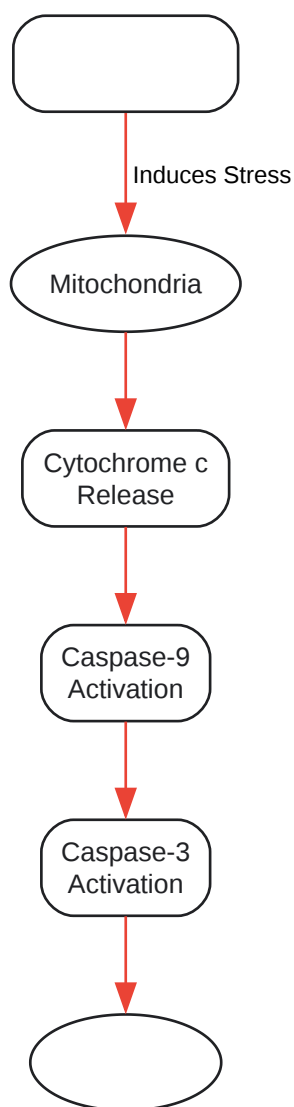 Induces Stress
Mitochondria
Cytochrome c
Release
Caspase-9
Activation
Caspase-3
Activation